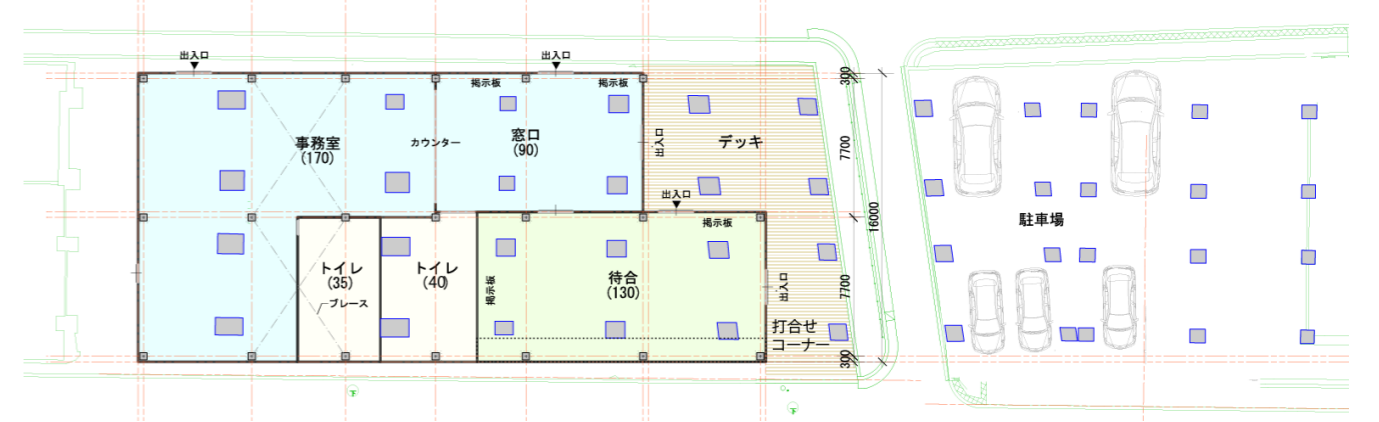 出入口
出入口
掲示板
掲示板
300
事務室
(170)
カウンター
窓口
(90)
出入口
デッキ
7700
出入口
掲示板
16000
駐車場
トイレ
(35)
ブレース
トイレ
(40)
掲示板
待合
(130)
出入口
7700
打合せ
コーナー
300
下
下